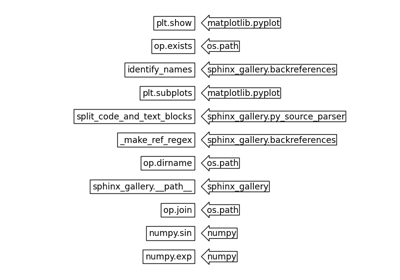 plt.show matplotlib.pyplot
op.exists os.path
identify_names sphinx_gallery.backreferences
plt.subplots matplotlib.pyplot
split_code_and_text_blocks sphinx_gallery.py_source_parser
_make_ref_regex sphinx_gallery.backreferences
op.dirname os.path
sphinx_gallery.__path__ sphinx_gallery
op.join os.path
numpy.sin numpy
numpy.exp numpy